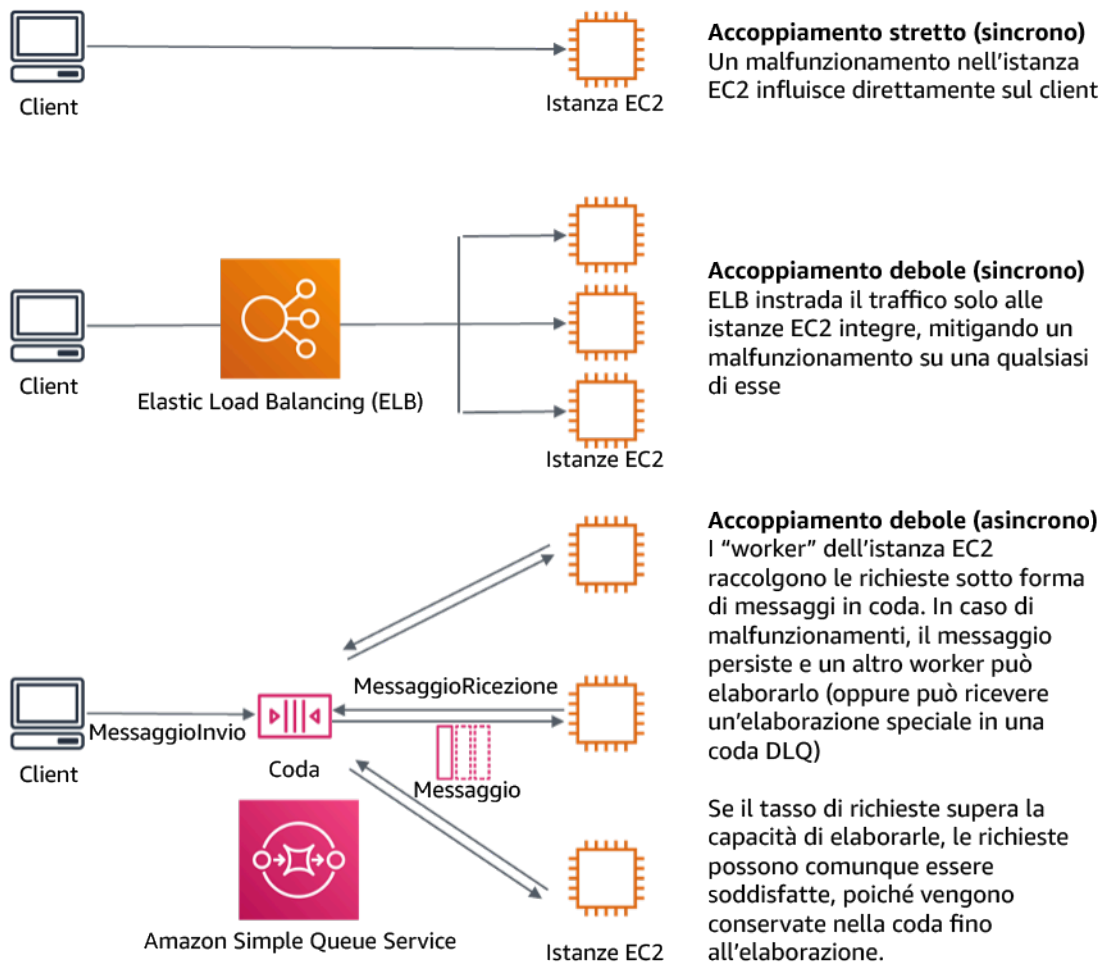 Client
Istanza EC2
Accoppiamento stretto (sincrono)
Un malfunzionamento nell'istanza
EC2 influisce direttamente sul client
Client
Elastic Load Balancing (ELB)
Istanze EC2
Accoppiamento debole (sincrono)
ELB instrada il traffico solo alle
istanze EC2 integre, mitigando un
malfunzionamento su una qualsiasi
di esse
Client
MessaggioInvio
Coda
MessaggioRicezione
Messaggio
Amazon Simple Queue Service
Istanze EC2
Accoppiamento debole (asincrono)
I “worker” dell'istanza EC2
raccolgono le richieste sotto forma
di messaggi in coda. In caso di
malfunzionamenti, il messaggio
persiste e un altro worker può
elaborarlo (oppure può ricevere
un'elaborazione speciale in una
coda DLQ)
Se il tasso di richieste supera la
capacità di elaborarle, le richieste
possono comunque essere
soddisfatte, poiché vengono
conservate nella coda fino
all'elaborazione.